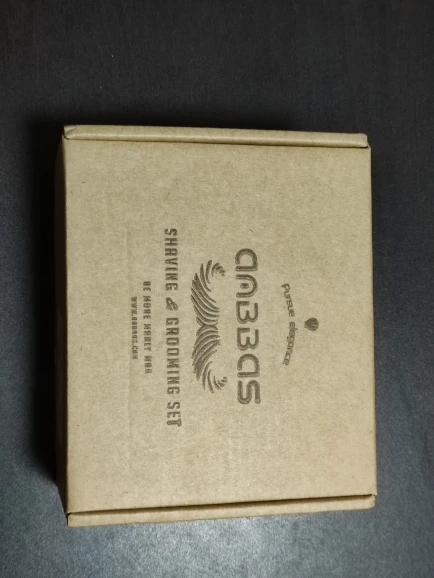 Pursue elegance
ANBBAS
SHAVING & GROOMING SET
BE MORE MANLY MAN
WWW.ANBBAS.COM